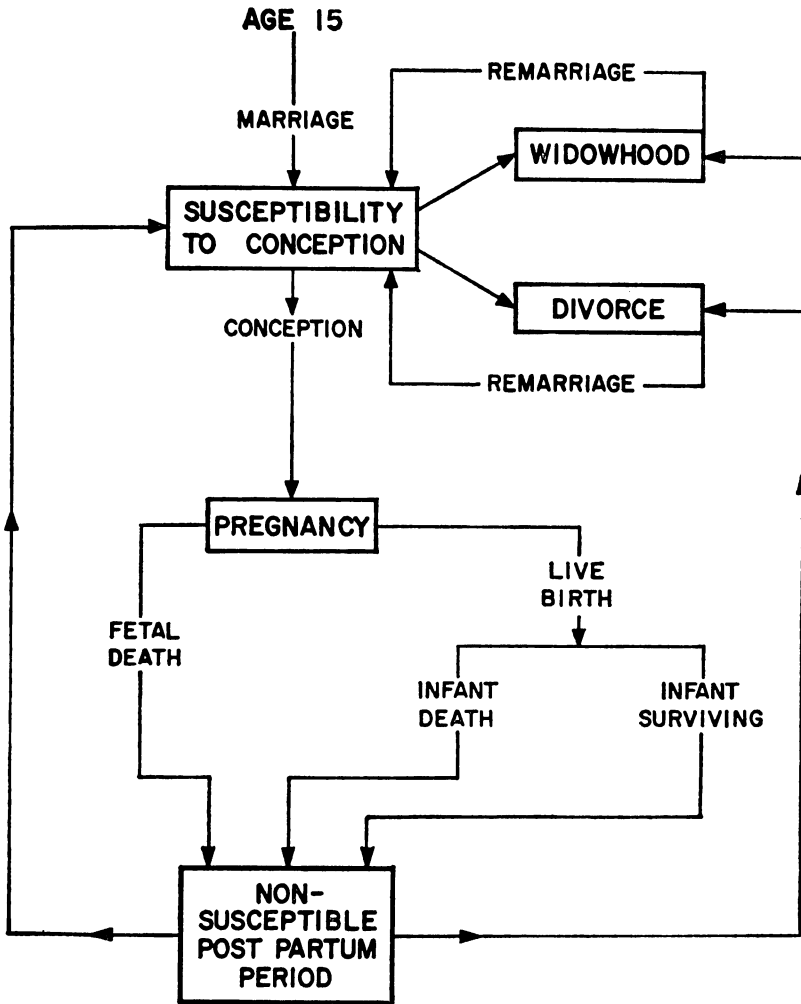 AGE 15
REMARRIAGE
MARRIAGE
WIDOWHOOD
SUSCEPTIBILITY
TO CONCEPTION
DIVORCE
CONCEPTION
REMARRIAGE
PREGNANCY
LIVE
BIRTH
FETAL
DEATH
INFANT
DEATH
INFANT
SURVIVING
NON-
SUSCEPTIBLE
POST PARTUM
PERIOD